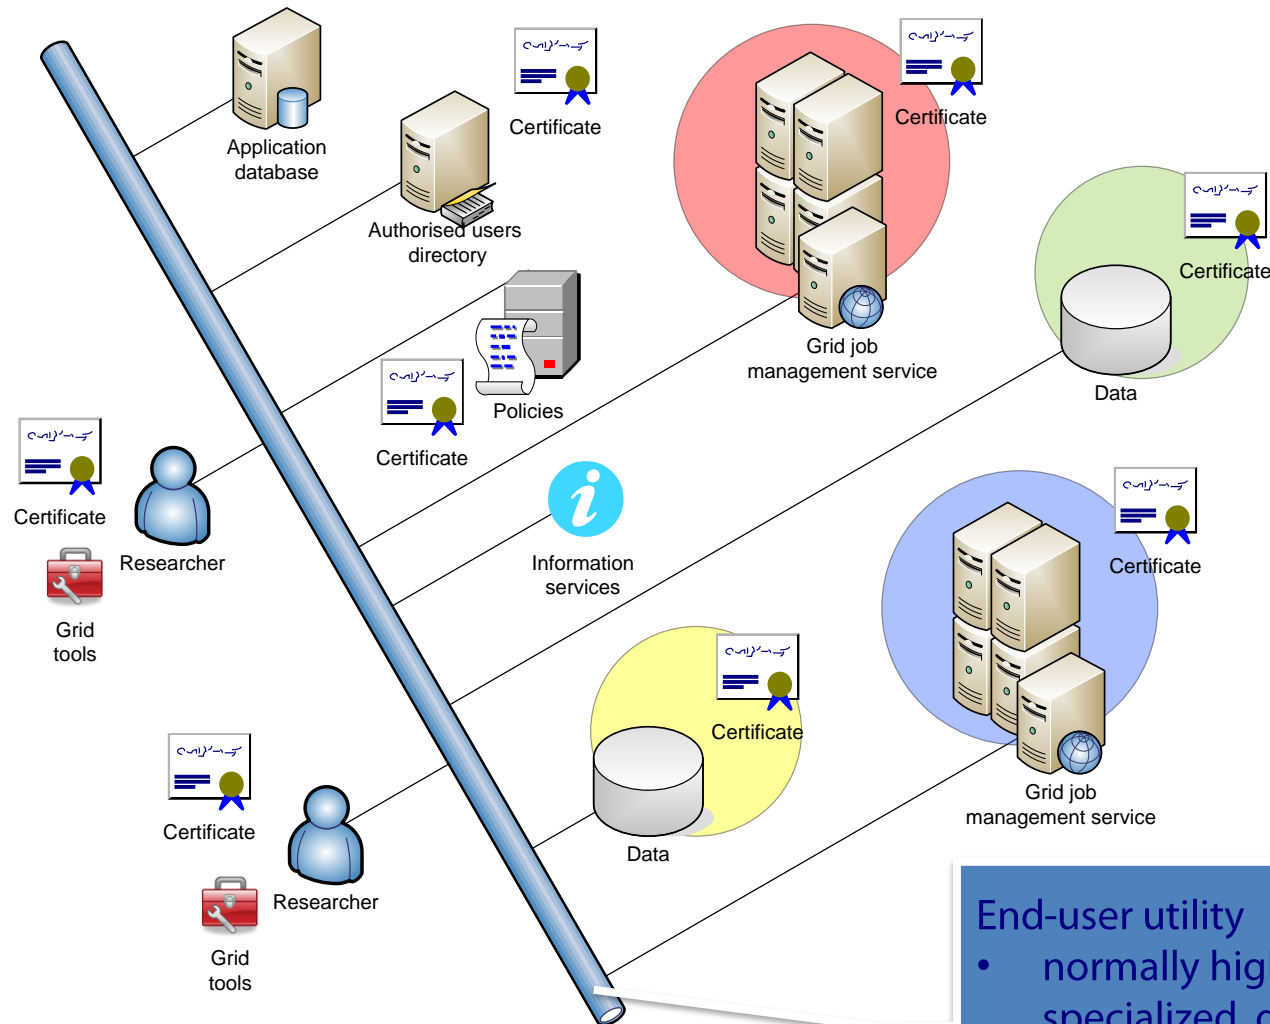 Application
database
Certificate
Authorised users
directory
Certificate
Grid job
management service
Certificate
Data
Policies
Certificate
Certificate
Researcher
Grid
tools
Information
services
Certificate
Grid job
management service
Certificate
Data
Certificate
Researcher
Grid
tools
End-user utility
• normally hig
specialized